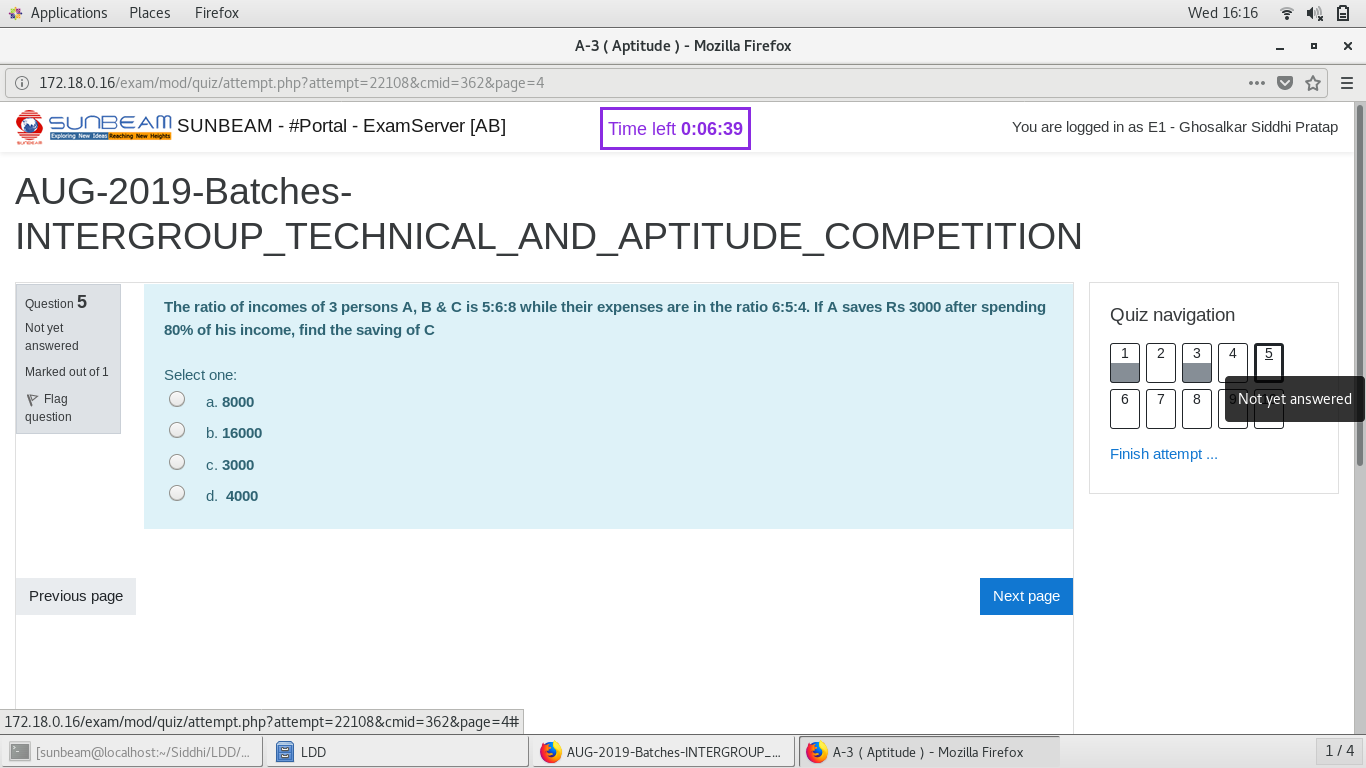 Applications Places Firefox Wed 16:16
A-3 ( Aptitude ) - Mozilla Firefox
172.18.0.16/exam/mod/quiz/attempt.php?attempt=22108&cmid=362&page=4
SUNBEAM
Exploring New Ideas Reaching New Heights
SUNBEAM
SUNBEAM - #Portal - ExamServer [AB]
Time left 0:06:39
You are logged in as E1 - Ghosalkar Siddhi Pratap
AUG-2019-Batches-
INTERGROUP_TECHNICAL_AND_APTITUDE_COMPETITION
Question 5
Not yet
answered
Marked out of 1
Flag
question
The ratio of incomes of 3 persons A, B & C is 5:6:8 while their expenses are in the ratio 6:5:4. If A saves Rs 3000 after spending
80% of his income, find the saving of C
Select one:
a. 8000
b. 16000
c. 3000
d. 4000
Previous page
Next page
Quiz navigation
1 2 3 4 5
6 7 8 9
Not yet answered
Finish attempt ...
172.18.0.16/exam/mod/quiz/attempt.php?attempt=22108&cmid=362&page=4#
[sunbeam@localhost:~/Siddhi/LDD/... LDD AUG-2019-Batches-INTERGROUP_... A-3 ( Aptitude ) - Mozilla Firefox 1 / 4